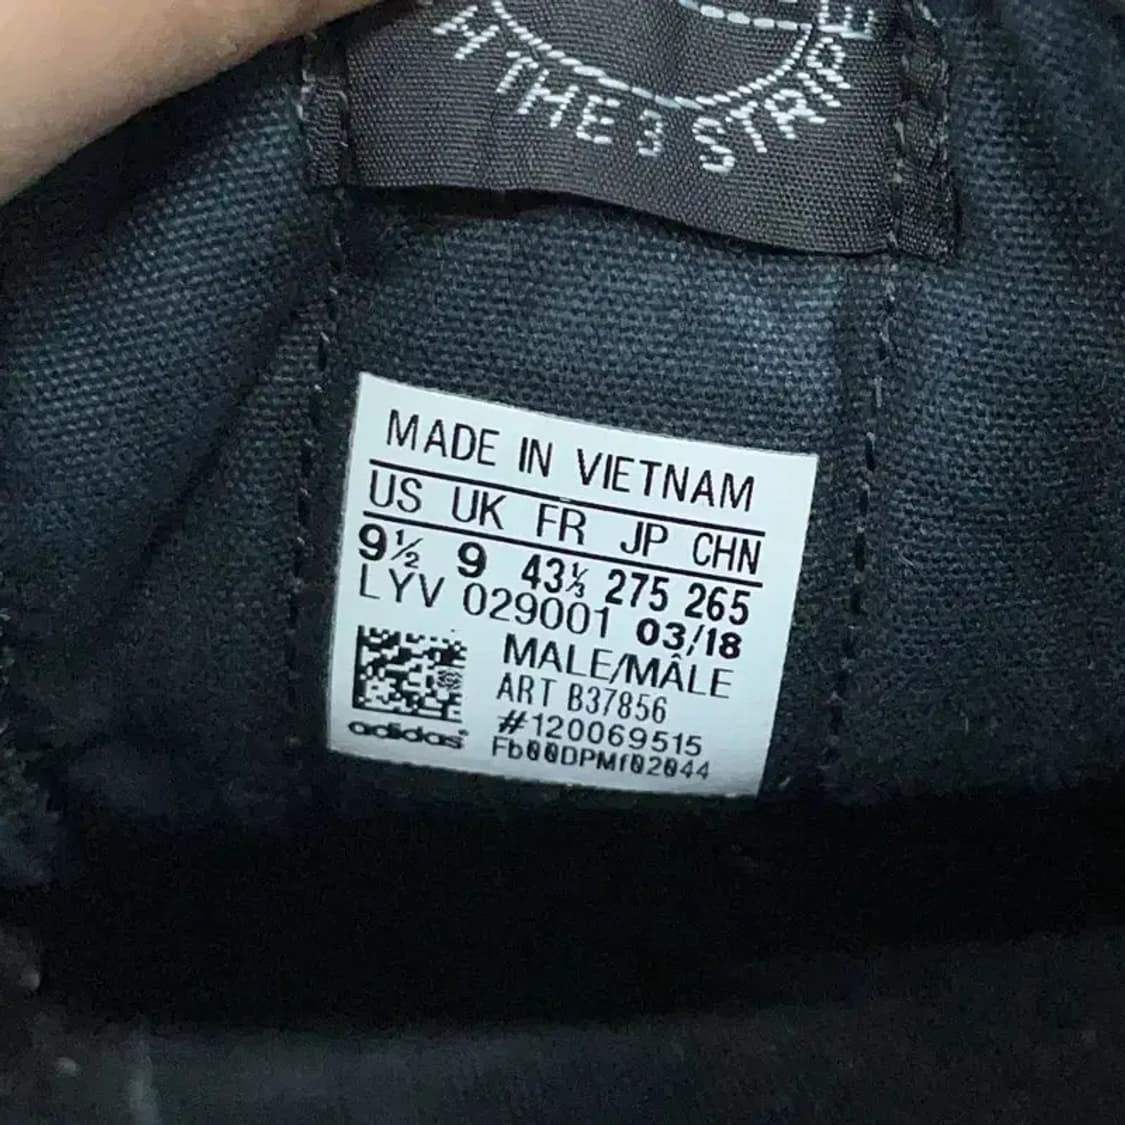 THE 3 STRIPE
MADE IN VIETNAM
US UK FR JP CHN
9½ 9 43⅓ 275 265
LYV 029001 03/18
MALE/MÂLE
ART B37856
#120069515
adidas
Fb00DPMf02044